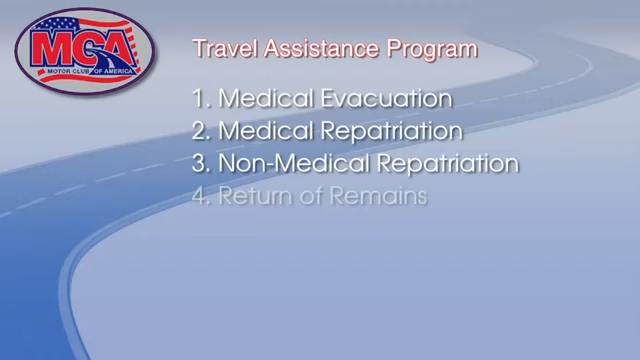 MCA
MOTOR CLUB OF AMERICA
Travel Assistance Program
1. Medical Evacuation
2. Medical Repatriation
3. Non-Medical Repatriation
4. Return of Remains